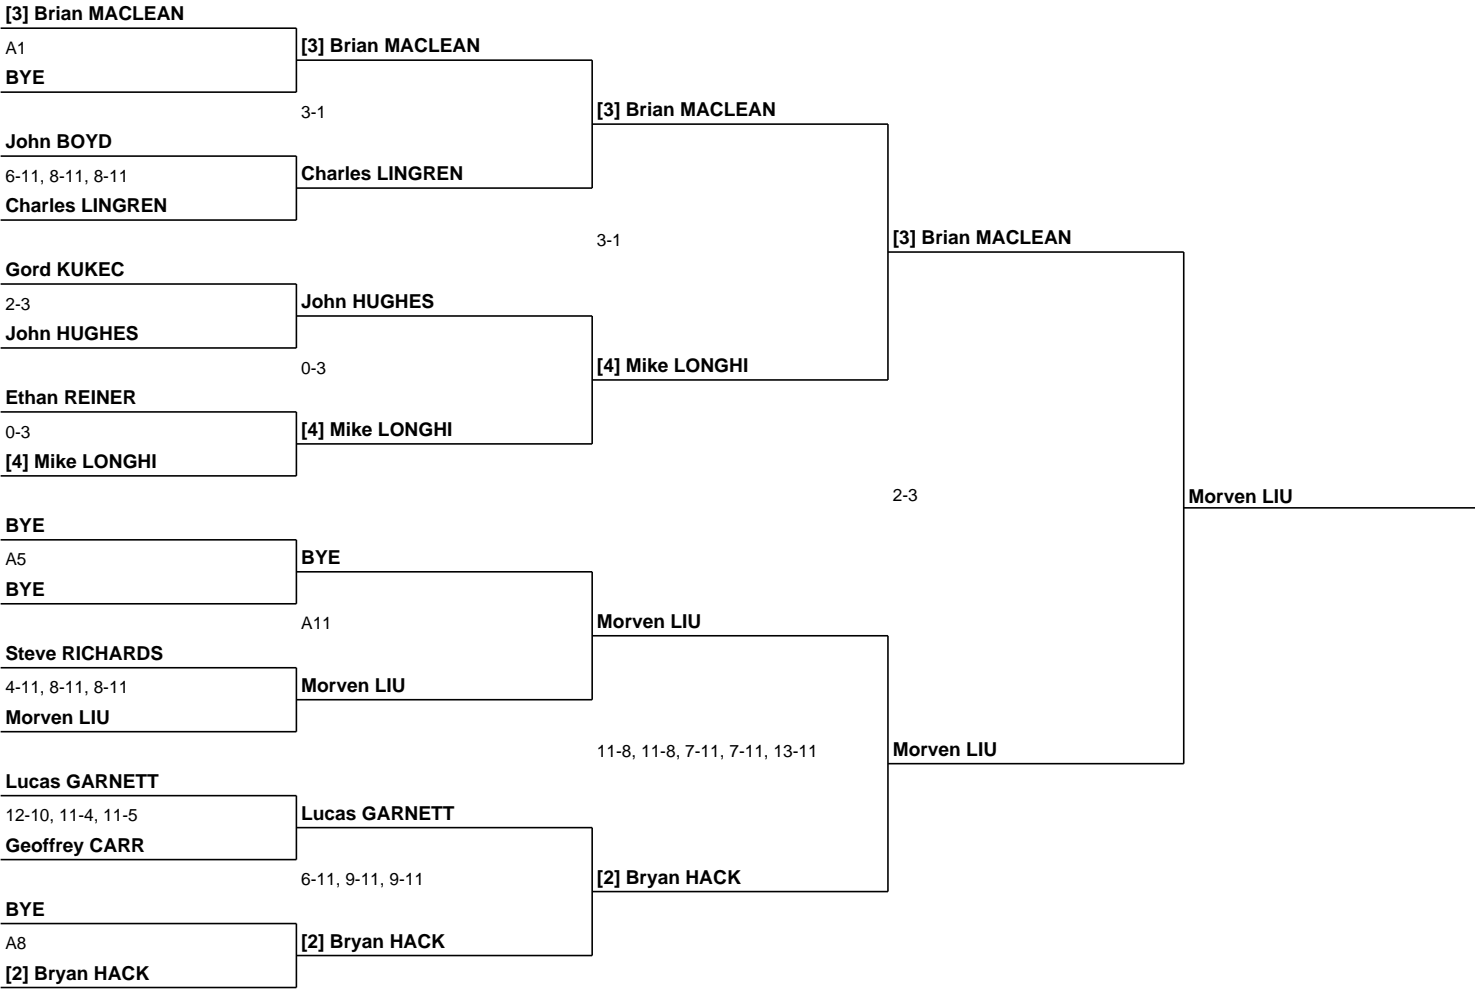 [3] Brian MACLEAN
A1
BYE
John BOYD
6-11, 8-11, 8-11
Charles LINGREN
Gord KUKEC
2-3
John HUGHES
Ethan REINER
0-3
[4] Mike LONGHI
BYE
A5
BYE
Steve RICHARDS
4-11, 8-11, 8-11
Morven LIU
Lucas GARNETT
12-10, 11-4, 11-5
Geoffrey CARR
BYE
A8
[2] Bryan HACK
[3] Brian MACLEAN
3-1
Charles LINGREN
John HUGHES
0-3
[4] Mike LONGHI
BYE
A11
Morven LIU
Lucas GARNETT
6-11, 9-11, 9-11
[2] Bryan HACK
[3] Brian MACLEAN
3-1
[4] Mike LONGHI
Morven LIU
11-8, 11-8, 7-11, 7-11, 13-11
[2] Bryan HACK
[3] Brian MACLEAN
2-3
Morven LIU
Morven LIU